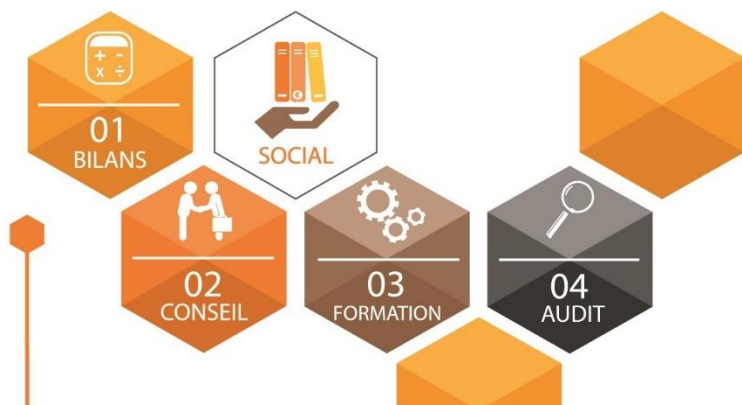 01
BILANS
SOCIAL
02
CONSEIL
03
FORMATION
04
AUDIT